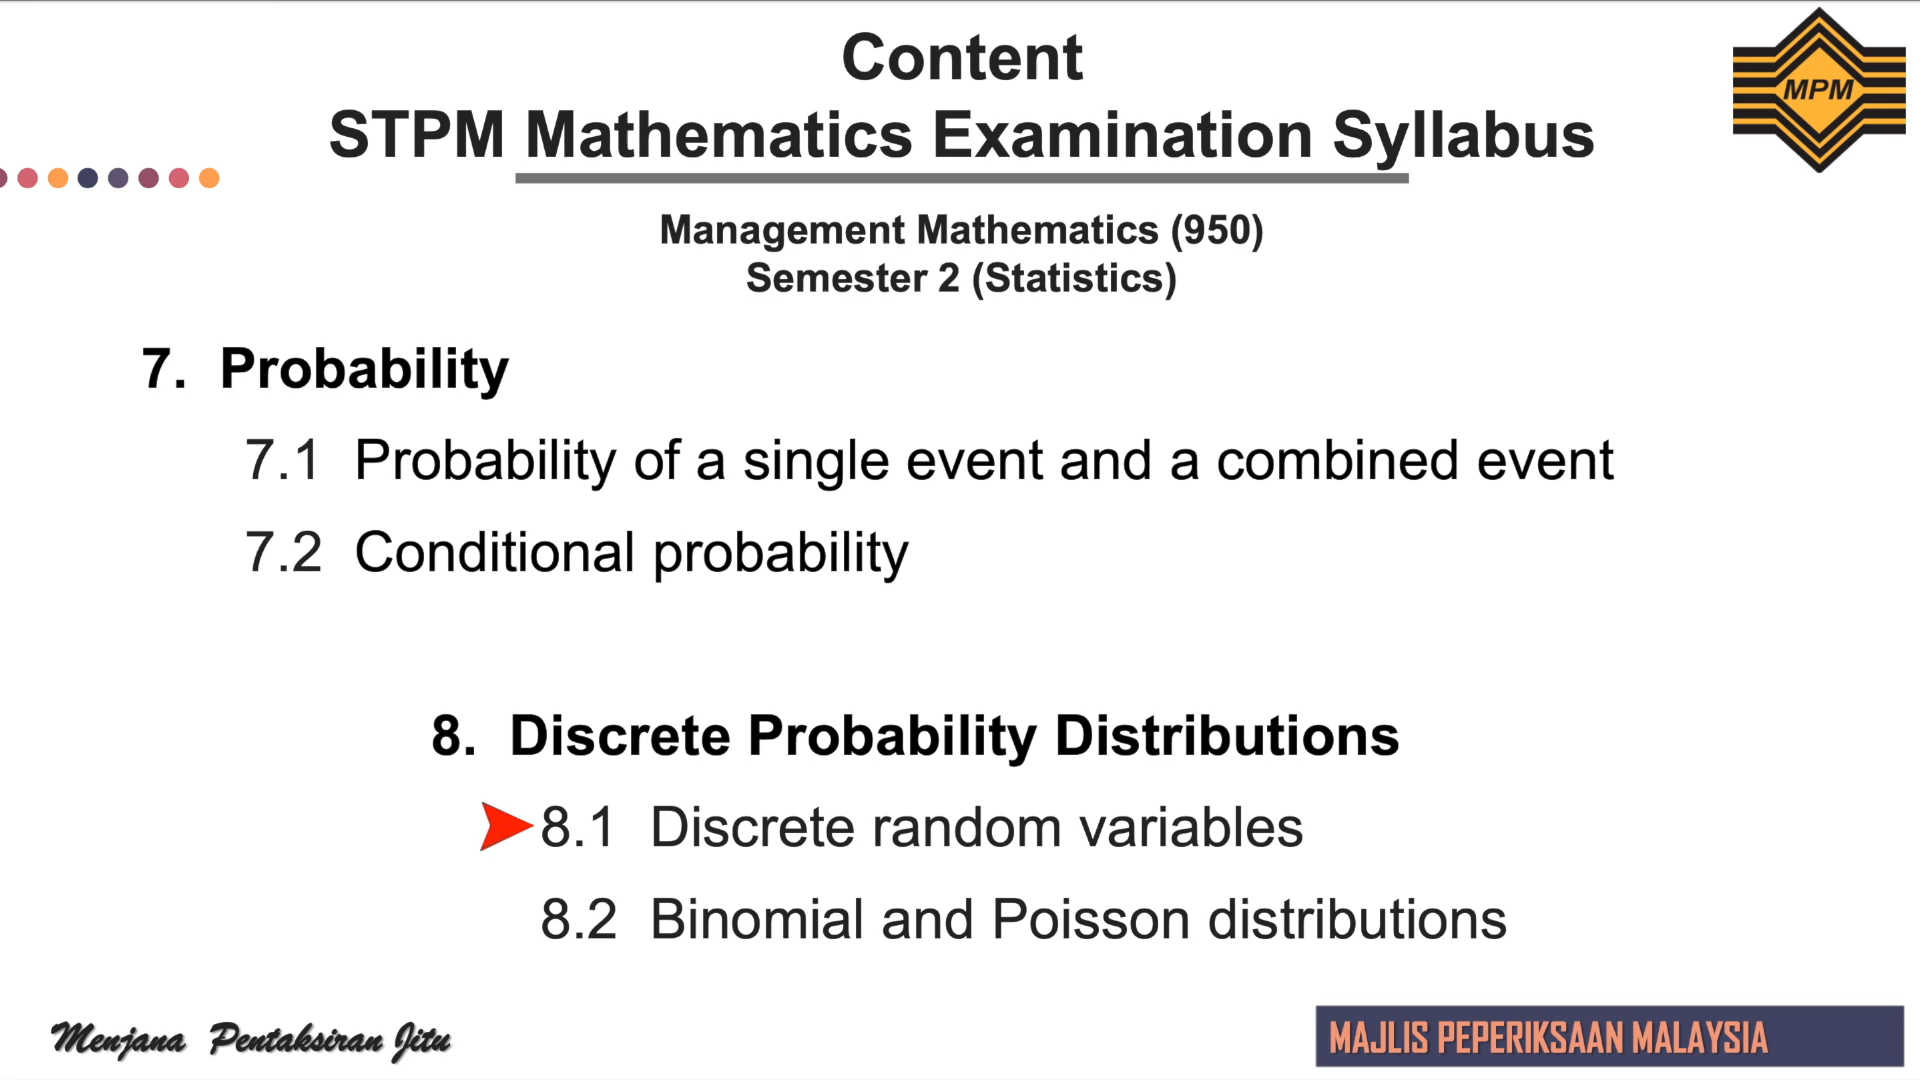 Content
STPM Mathematics Examination Syllabus
MPM
Management Mathematics (950)
Semester 2 (Statistics)
7. Probability
7.1 Probability of a single event and a combined event
7.2 Conditional probability
8. Discrete Probability Distributions
8.1 Discrete random variables
8.2 Binomial and Poisson distributions
Menjana Pentaksiran Jitu
MAJLIS PEPERIKSAAN MALAYSIA